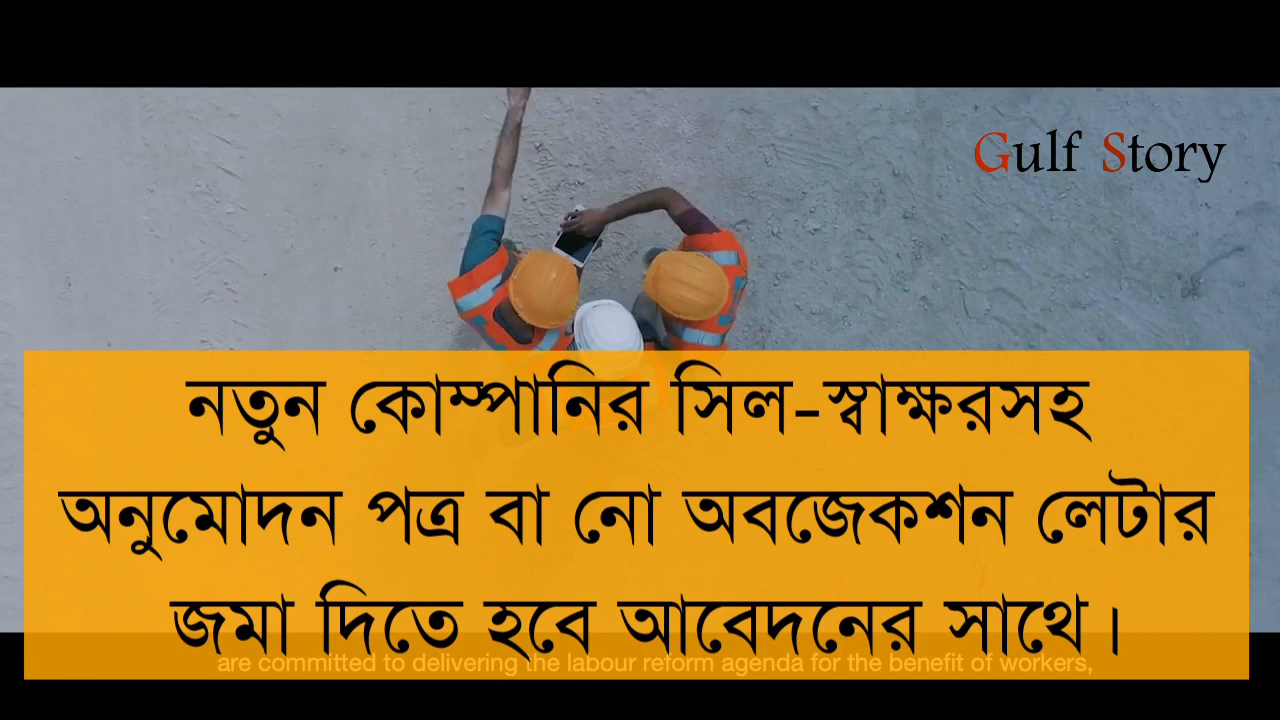 Gulf Story
নতুন কোম্পানির সিল-স্বাক্ষরসহ
অনুমোদন পত্র বা নো অবজেকশন লেটার
জমা দিতে হবে আবেদনের সাথে।
are committed to delivering the labour reform agenda for the benefit of workers,